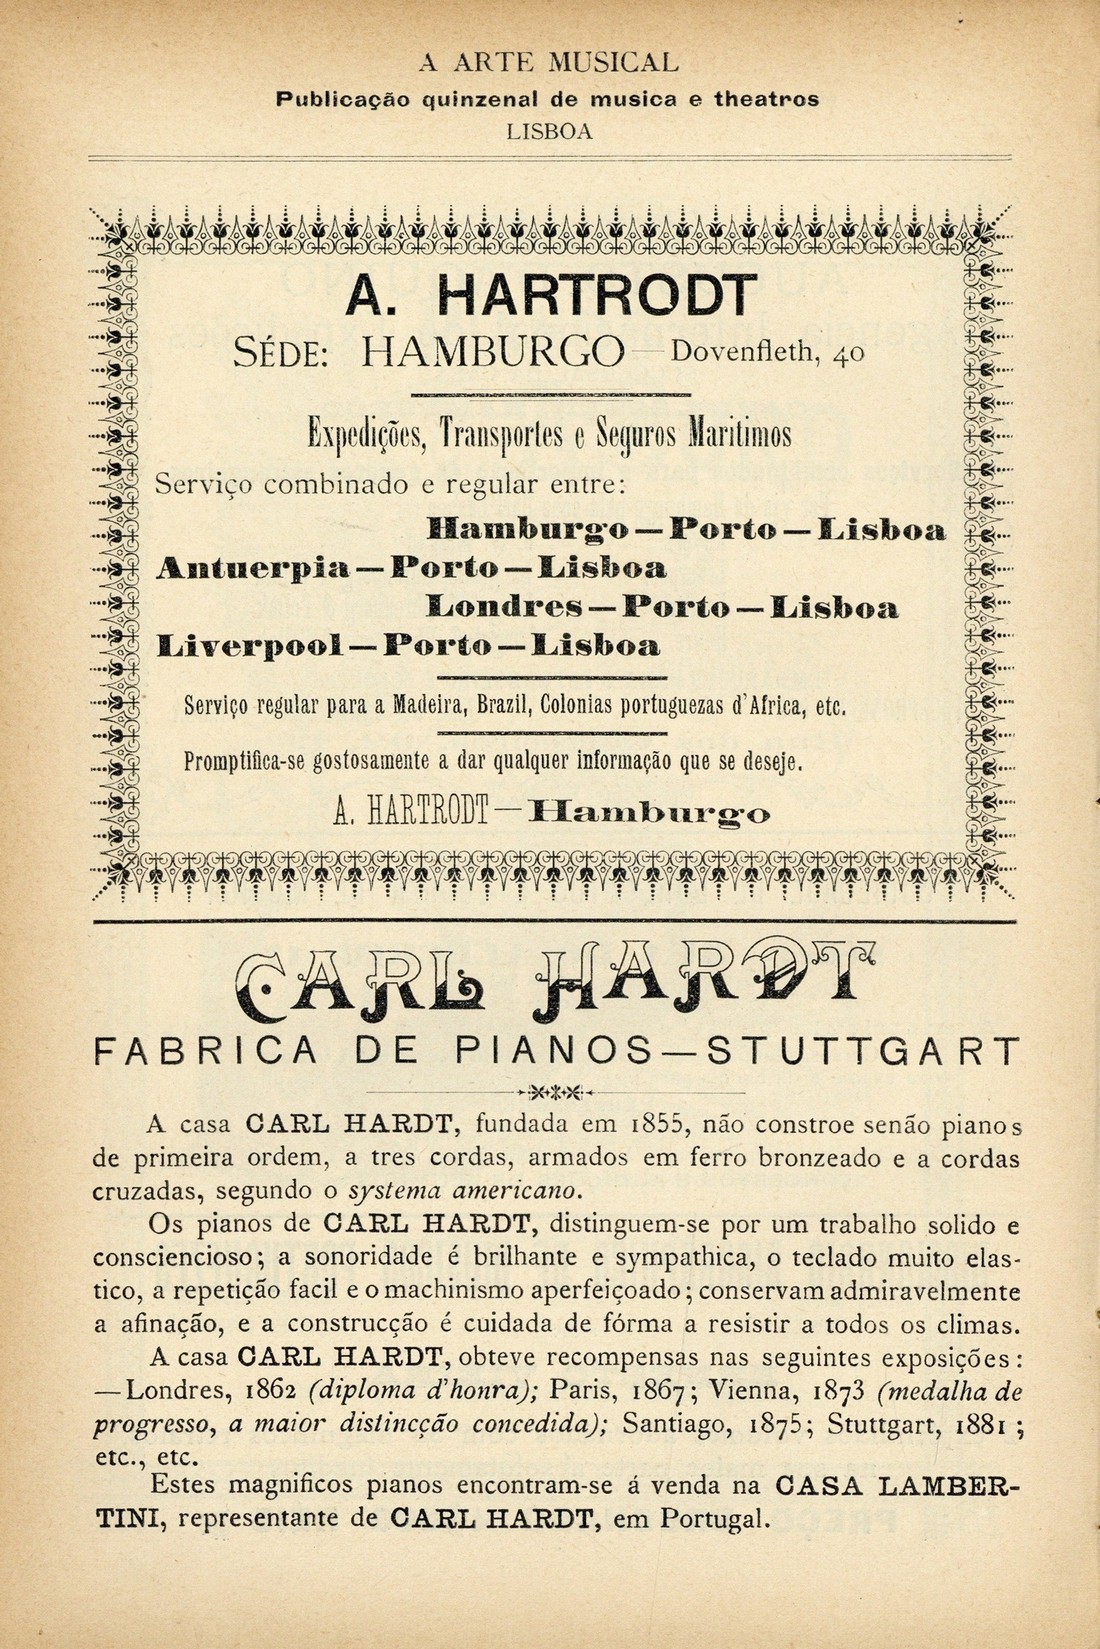 A ARTE MUSICAL
Publicação quinzenal de musica e theatros
LISBOA
A. HARTRODT
SÉDE: HAMBURGO — Dovenfleth, 40
Expedições, Transportes e Seguros Maritimos
Serviço combinado e regular entre:
Hamburgo — Porto — Lisboa
Antuerpia — Porto — Lisboa
Londres — Porto — Lisboa
Liverpool — Porto — Lisboa
Serviço regular para a Madeira, Brazil, Colonias portuguezas d'Africa, etc.
Promptifica-se gostosamente a dar qualquer informação que se deseje.
A. HARTRODT — Hamburgo
CARL HARDT
FABRICA DE PIANOS — STUTTGART
A casa CARL HARDT, fundada em 1855, não constroe senão pianos
de primeira ordem, a tres cordas, armados em ferro bronzeado e a cordas
cruzadas, segundo o systema americano.
Os pianos de CARL HARDT, distinguem-se por um trabalho solido e
consciencioso; a sonoridade é brilhante e sympathica, o teclado muito elas-
tico, a repetição facil e o machinismo aperfeiçoado; conservam admiravelmente
a afinação, e a construcção é cuidada de fórma a resistir a todos os climas.
A casa CARL HARDT, obteve recompensas nas seguintes exposições:
— Londres, 1862 (diploma d'honra); Paris, 1867; Vienna, 1873 (medalha de
progresso, a maior distincção concedida); Santiago, 1875; Stuttgart, 1881;
etc., etc.
Estes magnificos pianos encontram-se á venda na CASA LAMBER-
TINI, representante de CARL HARDT, em Portugal.